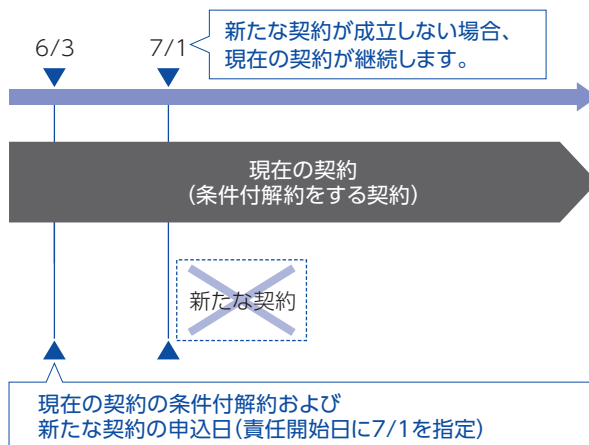 新たな契約が成立しない場合、
現在の契約が継続します。
6/3
7/1
現在の契約
(条件付解約をする契約)
新たな契約
現在の契約の条件付解約および
新たな契約の申込日(責任開始日に7/1を指定)